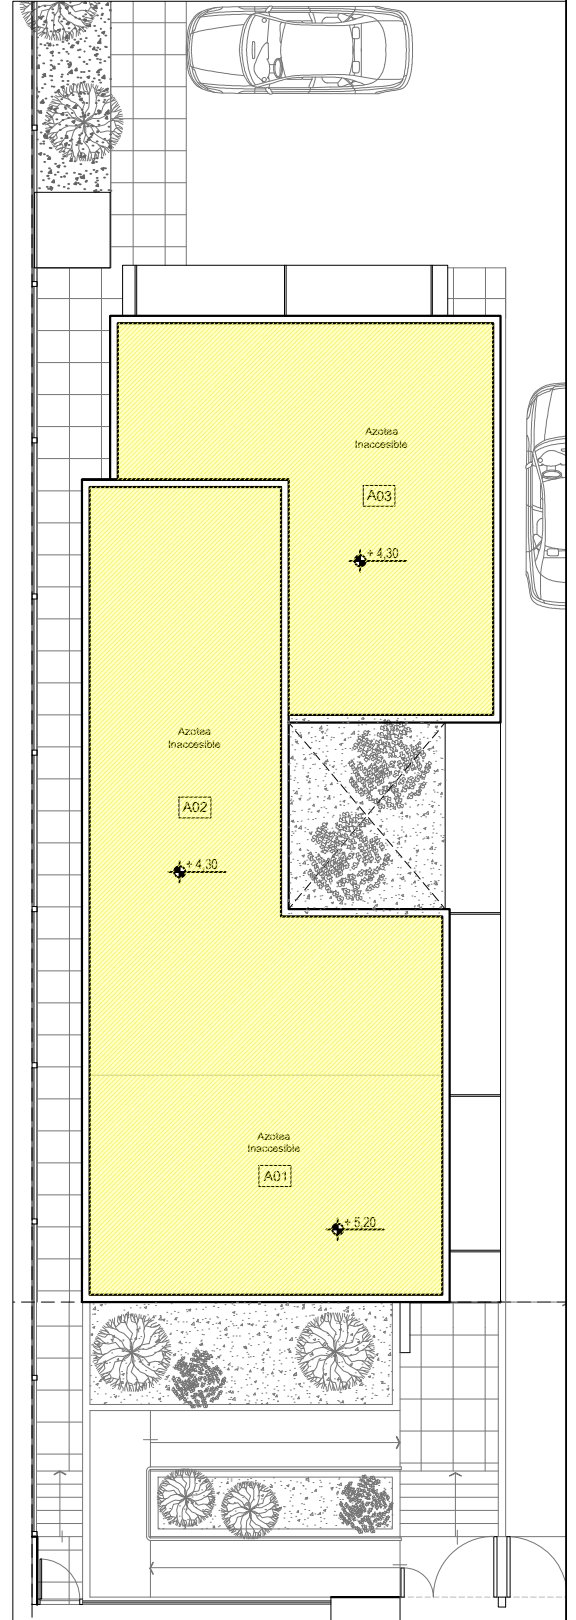 Azotea
Inaccesible
A03
+ 4,30
Azotea
Inaccesible
A02
+ 4,30
Azotea
Inaccesible
A01
+ 5,20